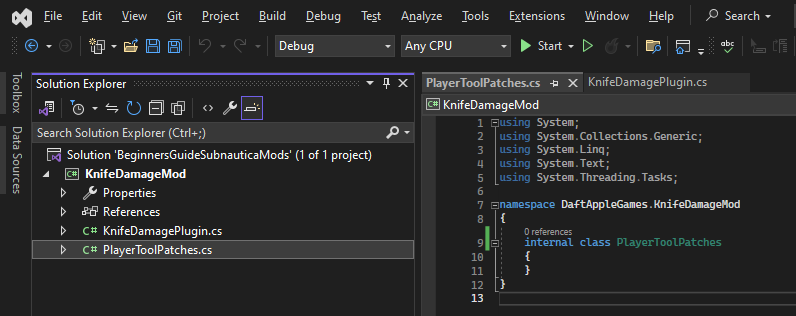 File Edit View Git Project Build Debug Test Analyze Tools Extensions Window Help Search
Debug Any CPU Start
Toolbox
Data Sources
Solution Explorer
Search Solution Explorer (Ctrl+;)
Solution 'BeginnersGuideSubnauticaMods' (1 of 1 project)
C# KnifeDamageMod
Properties
References
C# KnifeDamagePlugin.cs
C# PlayerToolPatches.cs
PlayerToolPatches.cs KnifeDamagePlugin.cs
C# KnifeDamageMod
1 using System;
2 using System.Collections.Generic;
3 using System.Linq;
4 using System.Text;
5 using System.Threading.Tasks;
6
7 namespace DaftAppleGames.KnifeDamageMod
8 {
0 references
9 internal class PlayerToolPatches
10 {
11 }
12 }
13